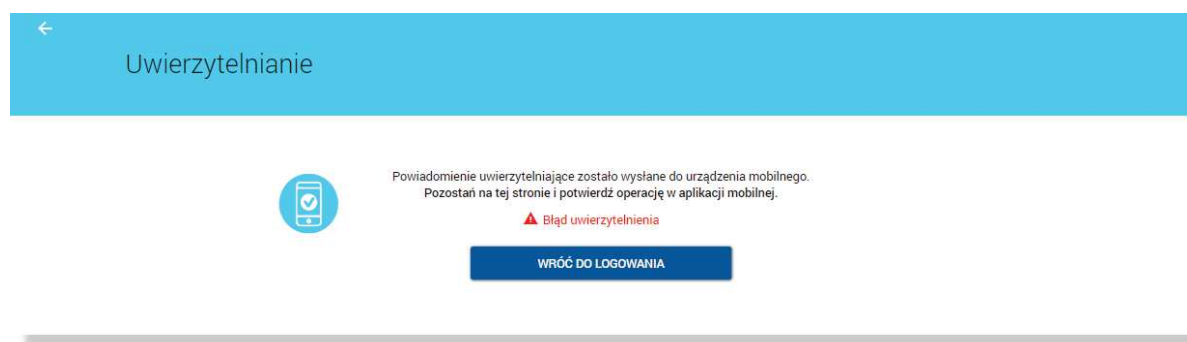 Uwierzytelnianie
Powiadomienie uwierzytelniające zostało wysłane do urządzenia mobilnego.
Pozostań na tej stronie i potwierdź operację w aplikacji mobilnej.
Błąd uwierzytelnienia
WRÓĆ DO LOGOWANIA